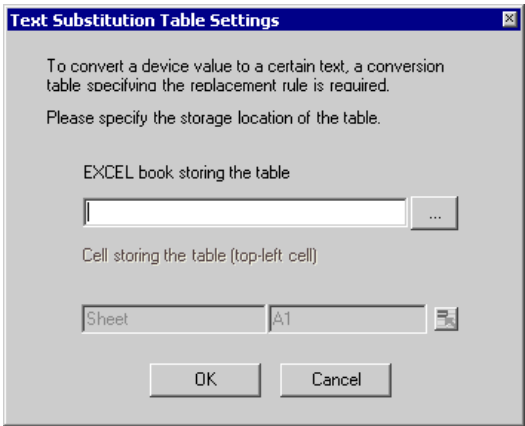 Text Substitution Table Settings
To convert a device value to a certain text, a conversion
table specifying the replacement rule is required.
Please specify the storage location of the table.
EXCEL book storing the table
...
Cell storing the table (top-left cell)
Sheet A1
OK Cancel